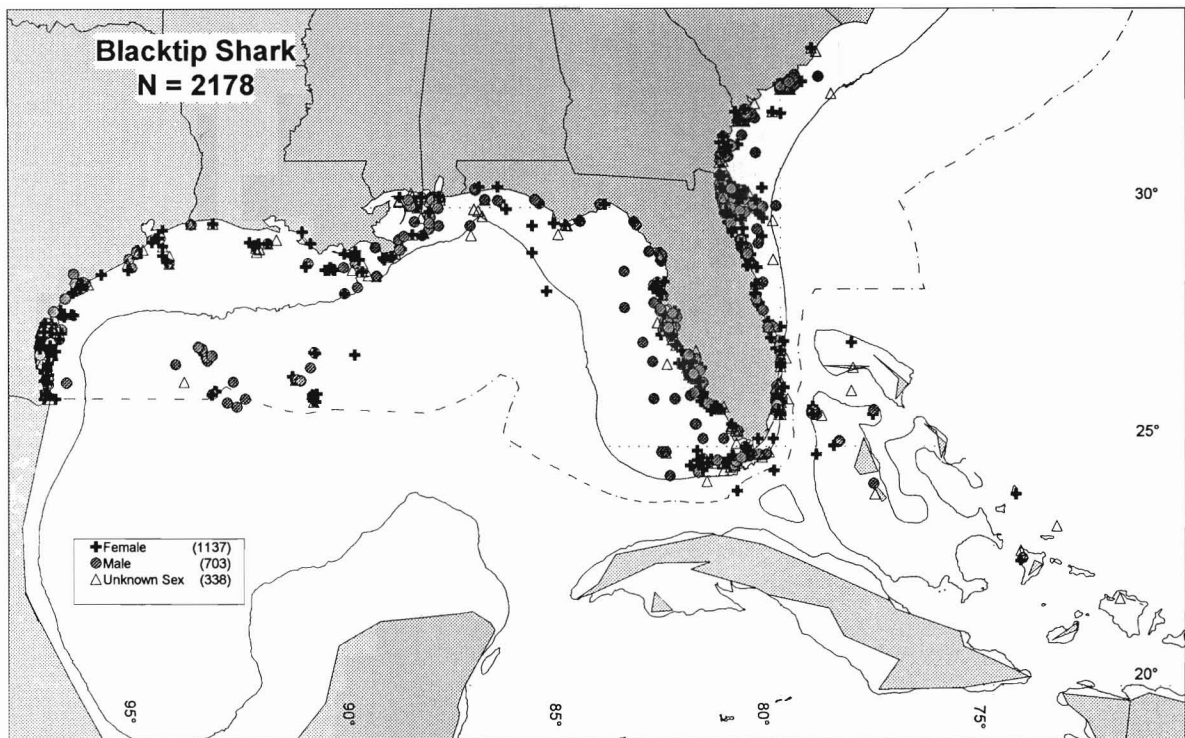 Blacktip Shark
N = 2178
30°
25°
Female (1137)
Male (703)
Unknown Sex (338)
20°
95°
90°
85°
80°
75°